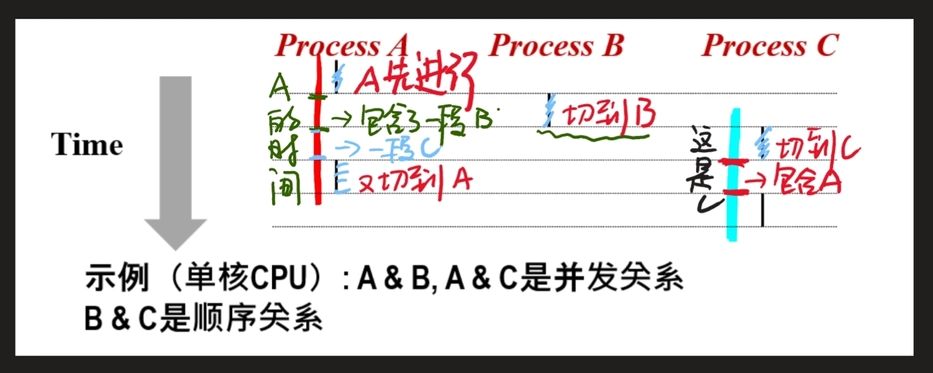 Process A Process B Process C
A先进行
A的时间
→包含了一段B
切到B
Time
→一段C
这是C
切到C
又切到A
→包含A
示例（单核CPU）: A & B, A & C是并发关系
B & C是顺序关系